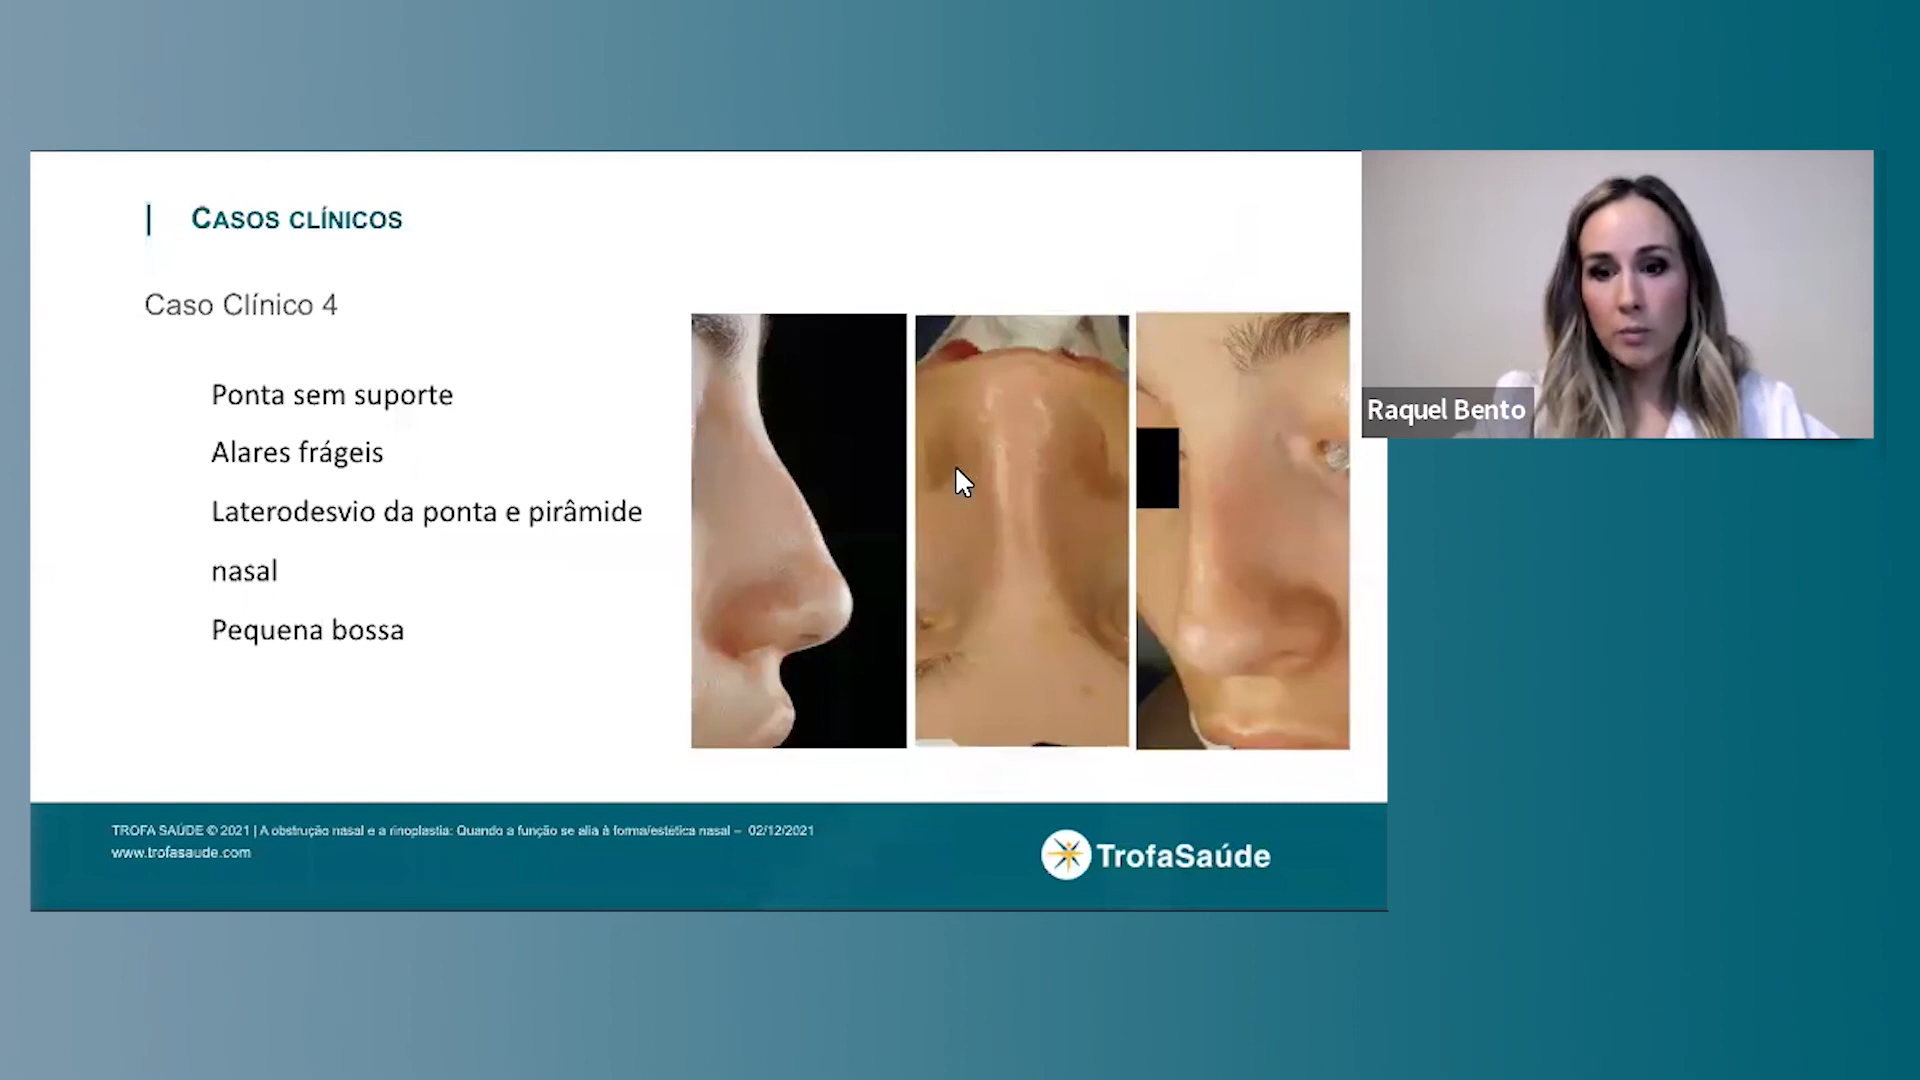 CASOS CLÍNICOS
Caso Clínico 4
Ponta sem suporte
Alares frágeis
Laterodesvio da ponta e pirâmide
nasal
Pequena bossa
Raquel Bento
TROFA SAÚDE © 2021 | A obstrução nasal e a rinoplastia: Quando a função se alia à forma/estética nasal – 02/12/2021
www.trofasaude.com
TrofaSaúde